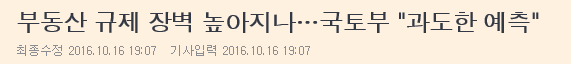 부동산 규제 장벽 높아지나…국토부 "과도한 예측"
최종수정 2016.10.16 19:07 기사입력 2016.10.16 19:07